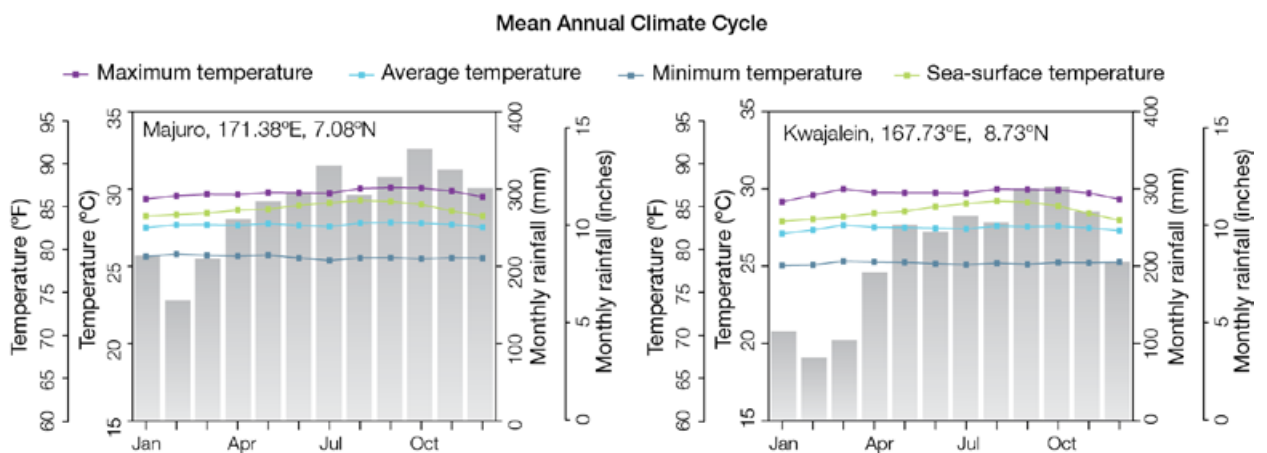 Mean Annual Climate Cycle
Maximum temperature
Average temperature
Minimum temperature
Sea-surface temperature
Majuro, 171.38ºE, 7.08ºN
Temperature (ºF)
95
90
85
80
75
70
65
60
Temperature (ºC)
35
30
25
20
15
Jan
Apr
Jul
Oct
400
300
200
100
0
Monthly rainfall (mm)
15
10
5
0
Monthly rainfall (inches)
Kwajalein, 167.73ºE, 8.73ºN
Temperature (ºF)
95
90
85
80
75
70
65
60
Temperature (ºC)
35
30
25
20
15
Jan
Apr
Jul
Oct
400
300
200
100
0
Monthly rainfall (mm)
15
10
5
0
Monthly rainfall (inches)